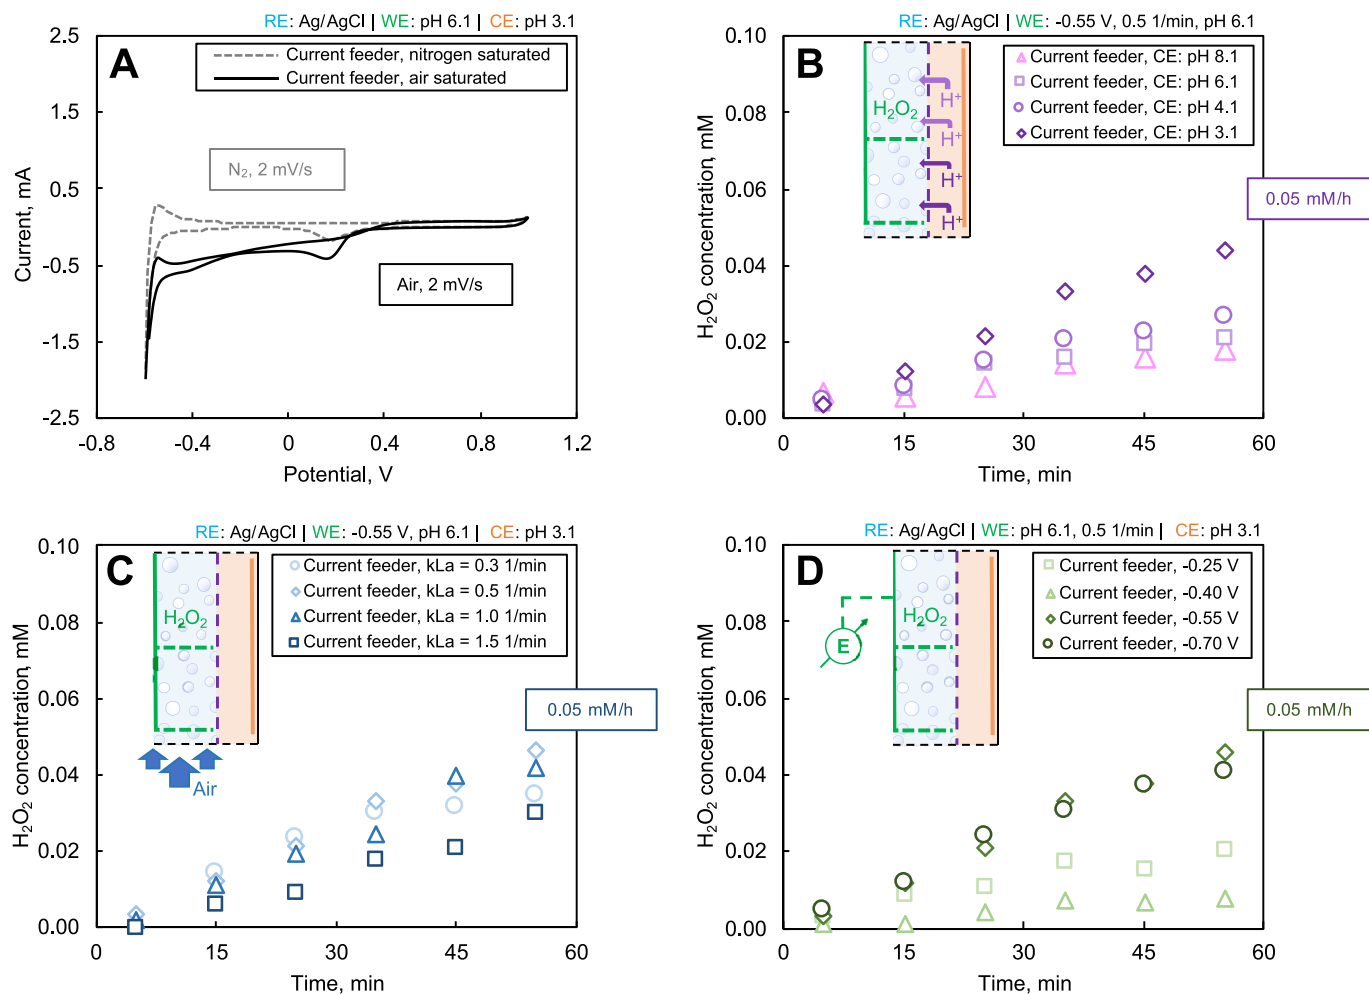 RE: Ag/AgCl | WE: pH 6.1 | CE: pH 3.1
A
2.5
1.5
0.5
-0.5
-1.5
-2.5
Current, mA
Current feeder, nitrogen saturated
Current feeder, air saturated
N₂, 2 mV/s
Air, 2 mV/s
-0.8
-0.4
0
0.4
0.8
1.2
Potential, V
RE: Ag/AgCl | WE: -0.55 V, 0.5 1/min, pH 6.1
B
0.10
0.08
0.06
0.04
0.02
0.00
H₂O₂ concentration, mM
H₂O₂
H⁺
H⁺
H⁺
H⁺
Current feeder, CE: pH 8.1
Current feeder, CE: pH 6.1
Current feeder, CE: pH 4.1
Current feeder, CE: pH 3.1
0.05 mM/h
0
15
30
45
60
Time, min
RE: Ag/AgCl | WE: -0.55 V, pH 6.1 | CE: pH 3.1
C
0.10
0.08
0.06
0.04
0.02
0.00
H₂O₂ concentration, mM
H₂O₂
Air
Current feeder, kLa = 0.3 1/min
Current feeder, kLa = 0.5 1/min
Current feeder, kLa = 1.0 1/min
Current feeder, kLa = 1.5 1/min
0.05 mM/h
0
15
30
45
60
Time, min
RE: Ag/AgCl | WE: pH 6.1, 0.5 1/min | CE: pH 3.1
D
0.10
0.08
0.06
0.04
0.02
0.00
H₂O₂ concentration, mM
E
H₂O₂
Current feeder, -0.25 V
Current feeder, -0.40 V
Current feeder, -0.55 V
Current feeder, -0.70 V
0.05 mM/h
0
15
30
45
60
Time, min